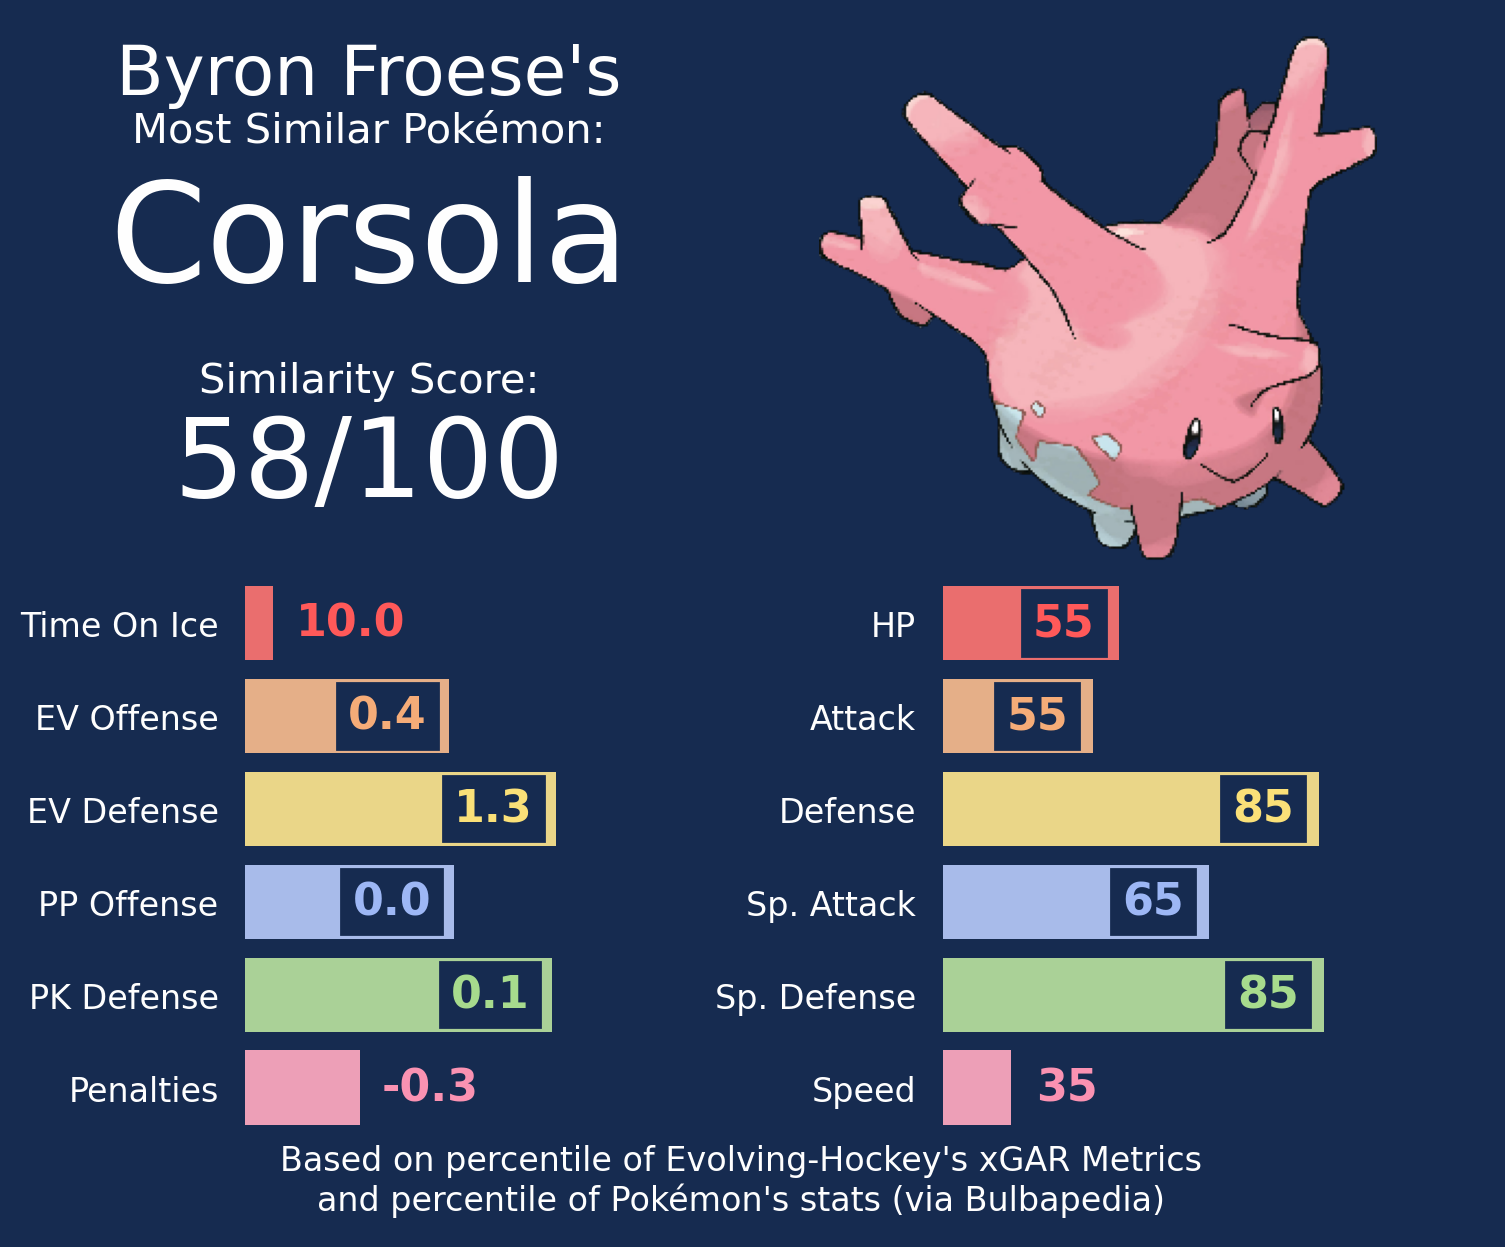 Byron Froese's
Most Similar Pokémon:
Corsola
Similarity Score:
58/100
Time On Ice 10.0
EV Offense 0.4
EV Defense 1.3
PP Offense 0.0
PK Defense 0.1
Penalties -0.3
HP 55
Attack 55
Defense 85
Sp. Attack 65
Sp. Defense 85
Speed 35
Based on percentile of Evolving-Hockey's xGAR Metrics
and percentile of Pokémon's stats (via Bulbapedia)